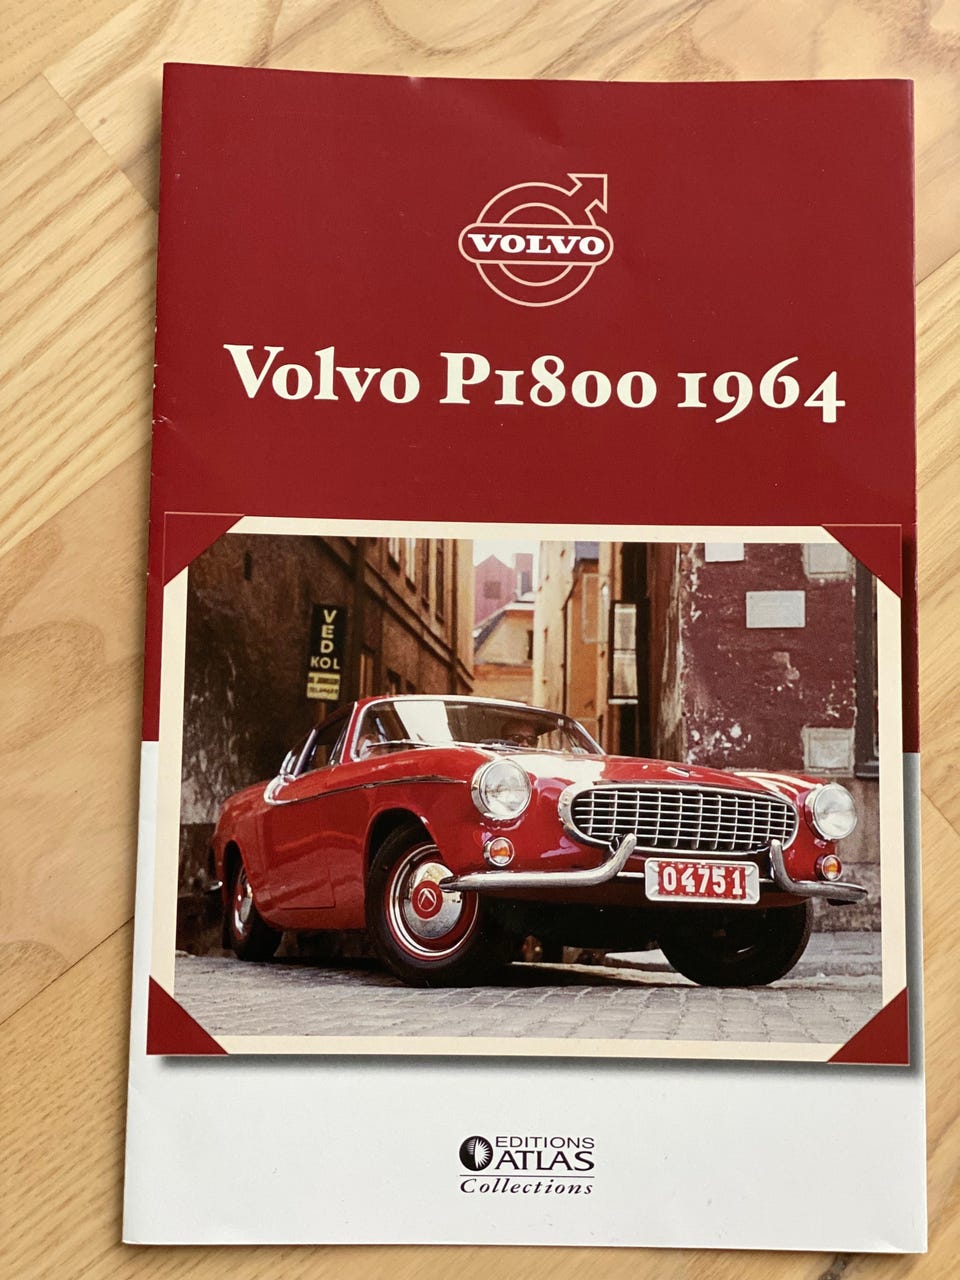 VOLVO
Volvo P1800 1964
VED
KOL
04751
EDITIONS
ATLAS
Collections